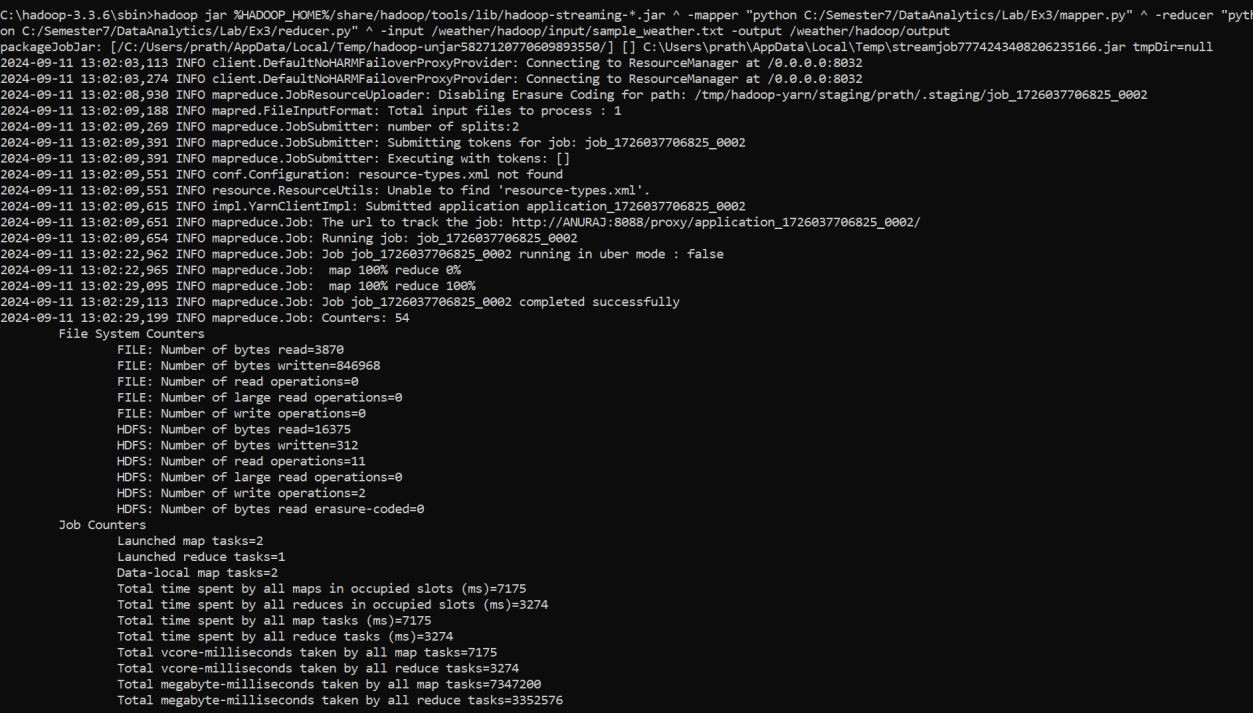 C:\hadoop-3.3.6\sbin>hadoop jar %HADOOP_HOME%/share/hadoop/tools/lib/hadoop-streaming-*.jar ^ -mapper "python C:/Semester7/DataAnalytics/Lab/Ex3/mapper.py" ^ -reducer "pyth
on C:/Semester7/DataAnalytics/Lab/Ex3/reducer.py" ^ -input /weather/hadoop/input/sample_weather.txt -output /weather/hadoop/output
packageJobJar: [/C:/Users/prath/AppData/Local/Temp/hadoop-unjar5827120770609893550/] [] C:\Users\prath\AppData\Local\Temp\streamjob7774243408206235166.jar tmpDir=null
2024-09-11 13:02:03,113 INFO client.DefaultNoHARMFailoverProxyProvider: Connecting to ResourceManager at /0.0.0.0:8032
2024-09-11 13:02:03,274 INFO client.DefaultNoHARMFailoverProxyProvider: Connecting to ResourceManager at /0.0.0.0:8032
2024-09-11 13:02:08,930 INFO mapreduce.JobResourceUploader: Disabling Erasure Coding for path: /tmp/hadoop-yarn/staging/prath/.staging/job_1726037706825_0002
2024-09-11 13:02:09,188 INFO mapred.FileInputFormat: Total input files to process : 1
2024-09-11 13:02:09,269 INFO mapreduce.JobSubmitter: number of splits:2
2024-09-11 13:02:09,391 INFO mapreduce.JobSubmitter: Submitting tokens for job: job_1726037706825_0002
2024-09-11 13:02:09,391 INFO mapreduce.JobSubmitter: Executing with tokens: []
2024-09-11 13:02:09,551 INFO conf.Configuration: resource-types.xml not found
2024-09-11 13:02:09,551 INFO resource.ResourceUtils: Unable to find 'resource-types.xml'.
2024-09-11 13:02:09,615 INFO impl.YarnClientImpl: Submitted application application_1726037706825_0002
2024-09-11 13:02:09,651 INFO mapreduce.Job: The url to track the job: http://ANURAJ:8088/proxy/application_1726037706825_0002/
2024-09-11 13:02:09,654 INFO mapreduce.Job: Running job: job_1726037706825_0002
2024-09-11 13:02:22,962 INFO mapreduce.Job: Job job_1726037706825_0002 running in uber mode : false
2024-09-11 13:02:22,965 INFO mapreduce.Job:  map 100% reduce 0%
2024-09-11 13:02:29,095 INFO mapreduce.Job:  map 100% reduce 100%
2024-09-11 13:02:29,113 INFO mapreduce.Job: Job job_1726037706825_0002 completed successfully
2024-09-11 13:02:29,199 INFO mapreduce.Job: Counters: 54
File System Counters
FILE: Number of bytes read=3870
FILE: Number of bytes written=846968
FILE: Number of read operations=0
FILE: Number of large read operations=0
FILE: Number of write operations=0
HDFS: Number of bytes read=16375
HDFS: Number of bytes written=312
HDFS: Number of read operations=11
HDFS: Number of large read operations=0
HDFS: Number of write operations=2
HDFS: Number of bytes read erasure-coded=0
Job Counters
Launched map tasks=2
Launched reduce tasks=1
Data-local map tasks=2
Total time spent by all maps in occupied slots (ms)=7175
Total time spent by all reduces in occupied slots (ms)=3274
Total time spent by all map tasks (ms)=7175
Total time spent by all reduce tasks (ms)=3274
Total vcore-milliseconds taken by all map tasks=7175
Total vcore-milliseconds taken by all reduce tasks=3274
Total megabyte-milliseconds taken by all map tasks=7347200
Total megabyte-milliseconds taken by all reduce tasks=3352576